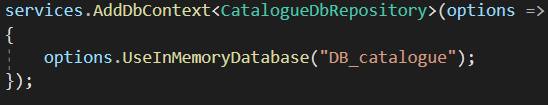 services.AddDbContext<CatalogueDbRepository>(options =>
{
    options.UseInMemoryDatabase("DB_catalogue");
});